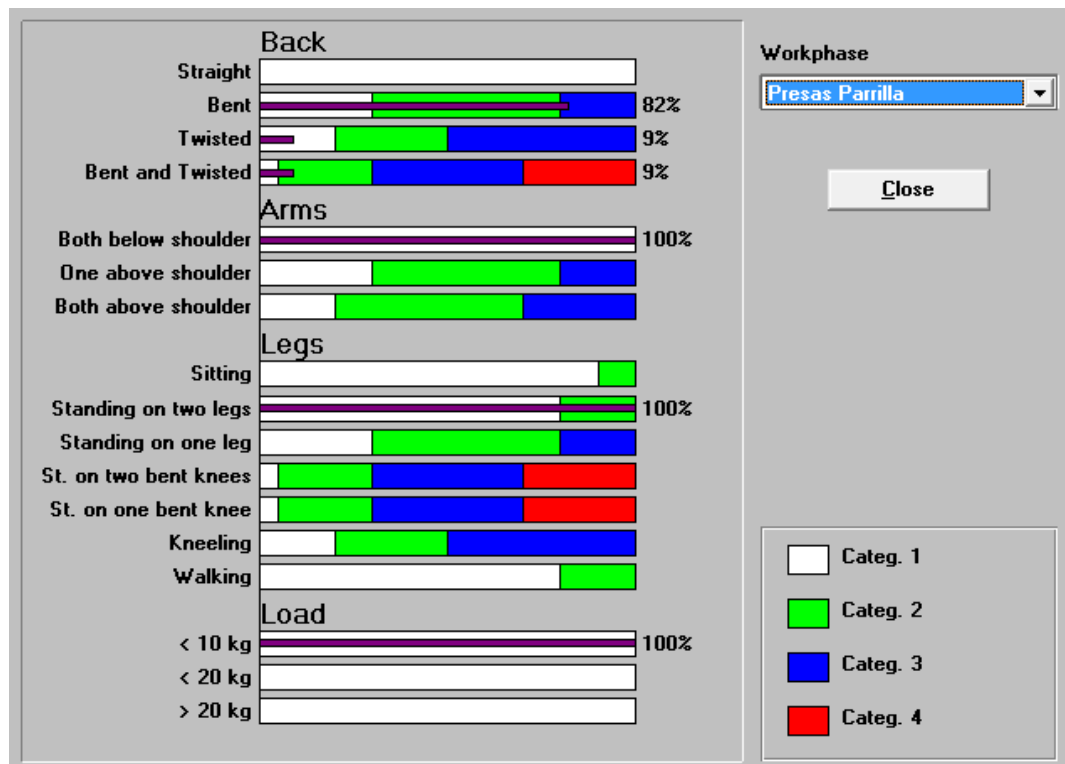 Back
Straight
Bent 82%
Twisted 9%
Bent and Twisted 9%
Arms
Both below shoulder 100%
One above shoulder
Both above shoulder
Legs
Sitting
Standing on two legs 100%
Standing on one leg
St. on two bent knees
St. on one bent knee
Kneeling
Walking
Load
< 10 kg 100%
< 20 kg
> 20 kg
Workphase
Presas Parrilla
Close
Categ. 1
Categ. 2
Categ. 3
Categ. 4